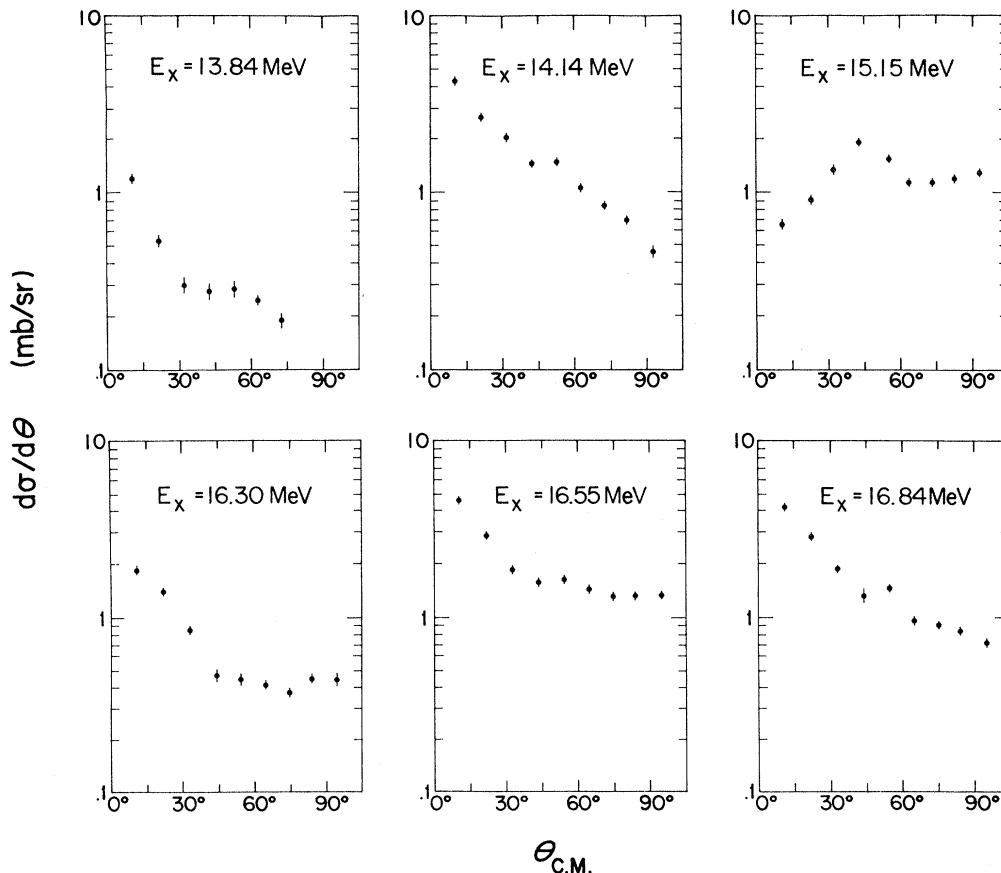 10
1
.1
0° 30° 60° 90°
E_X = 13.84 MeV
10
1
.1
0° 30° 60° 90°
E_X = 14.14 MeV
10
1
.1
0° 30° 60° 90°
E_X = 15.15 MeV
dσ/dθ (mb/sr)
10
1
.1
0° 30° 60° 90°
E_X = 16.30 MeV
10
1
.1
0° 30° 60° 90°
E_X = 16.55 MeV
10
1
.1
0° 30° 60° 90°
E_X = 16.84 MeV
θ_C.M.